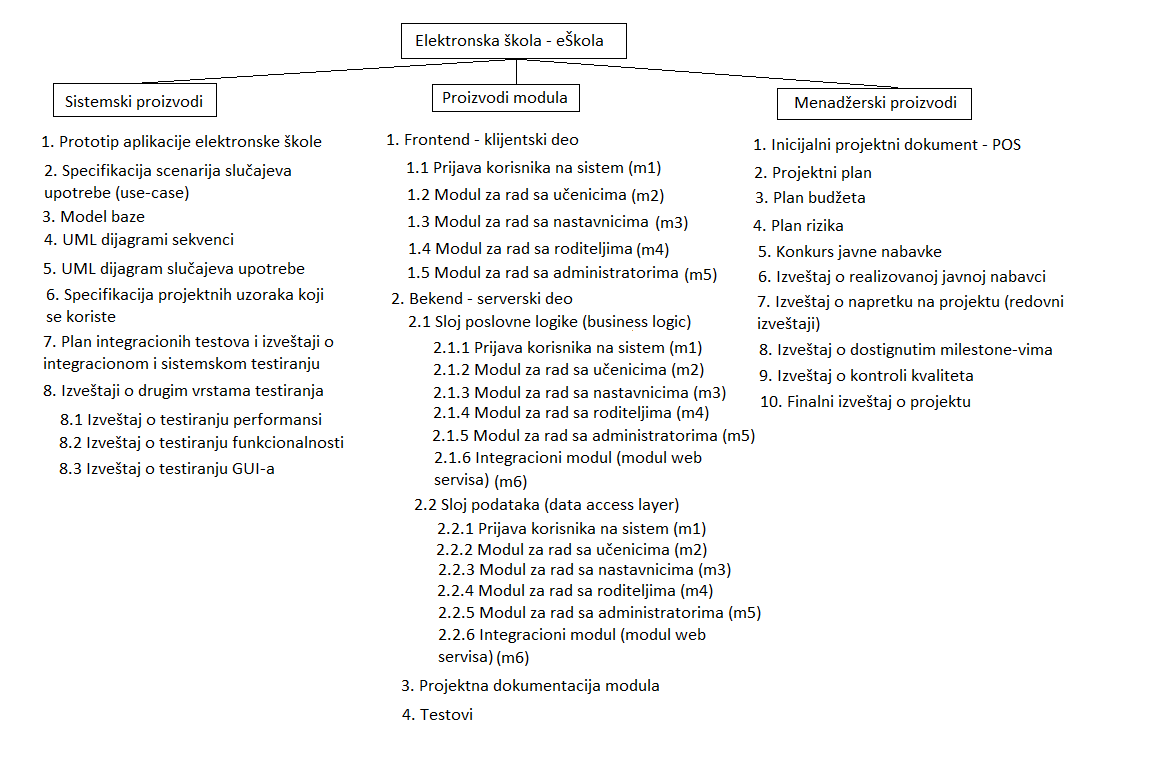 Elektronska škola - eŠkola
Sistemski proizvodi
1. Prototip aplikacije elektronske škole
2. Specifikacija scenarija slučajeva
upotrebe (use-case)
3. Model baze
4. UML dijagrami sekvenci
5. UML dijagram slučajeva upotrebe
6. Specifikacija projektnih uzoraka koji
se koriste
7. Plan integracionih testova i izveštaji o
integracionom i sistemskom testiranju
8. Izveštaji o drugim vrstama testiranja
8.1 Izveštaj o testiranju performansi
8.2 Izveštaj o testiranju funkcionalnosti
8.3 Izveštaj o testiranju GUI-a
Proizvodi modula
1. Frontend - klijentski deo
1.1 Prijava korisnika na sistem (m1)
1.2 Modul za rad sa učenicima (m2)
1.3 Modul za rad sa nastavnicima (m3)
1.4 Modul za rad sa roditeljima (m4)
1.5 Modul za rad sa administratorima (m5)
2. Bekend - serverski deo
2.1 Sloj poslovne logike (business logic)
2.1.1 Prijava korisnika na sistem (m1)
2.1.2 Modul za rad sa učenicima (m2)
2.1.3 Modul za rad sa nastavnicima (m3)
2.1.4 Modul za rad sa roditeljima (m4)
2.1.5 Modul za rad sa administratorima (m5)
2.1.6 Integracioni modul (modul web
servisa) (m6)
2.2 Sloj podataka (data access layer)
2.2.1 Prijava korisnika na sistem (m1)
2.2.2 Modul za rad sa učenicima (m2)
2.2.3 Modul za rad sa nastavnicima (m3)
2.2.4 Modul za rad sa roditeljima (m4)
2.2.5 Modul za rad sa administratorima (m5)
2.2.6 Integracioni modul (modul web
servisa) (m6)
3. Projektna dokumentacija modula
4. Testovi
Menadžerski proizvodi
1. Inicijalni projektni dokument - POS
2. Projektni plan
3. Plan budžeta
4. Plan rizika
5. Konkurs javne nabavke
6. Izveštaj o realizovanoj javnoj nabavci
7. Izveštaj o napretku na projektu (redovni
izveštaji)
8. Izveštaj o dostignutim milestone-vima
9. Izveštaj o kontroli kvaliteta
10. Finalni izveštaj o projektu